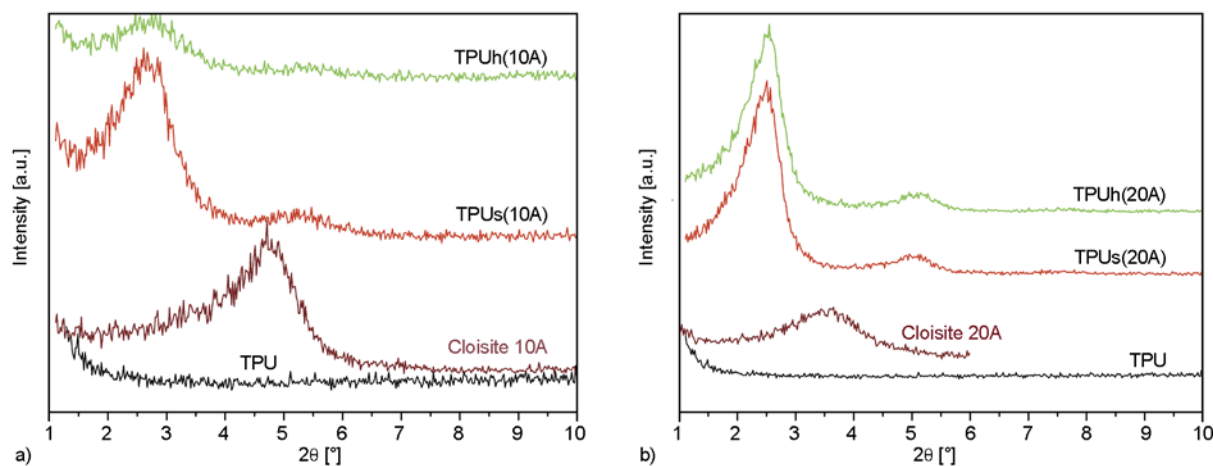 Intensity [a.u.]
TPUh(10A)
TPUs(10A)
Cloisite 10A
TPU
1 2 3 4 5 6 7 8 9 10
2θ [°]
a)
Intensity [a.u.]
TPUh(20A)
TPUs(20A)
Cloisite 20A
TPU
1 2 3 4 5 6 7 8 9 10
2θ [°]
b)